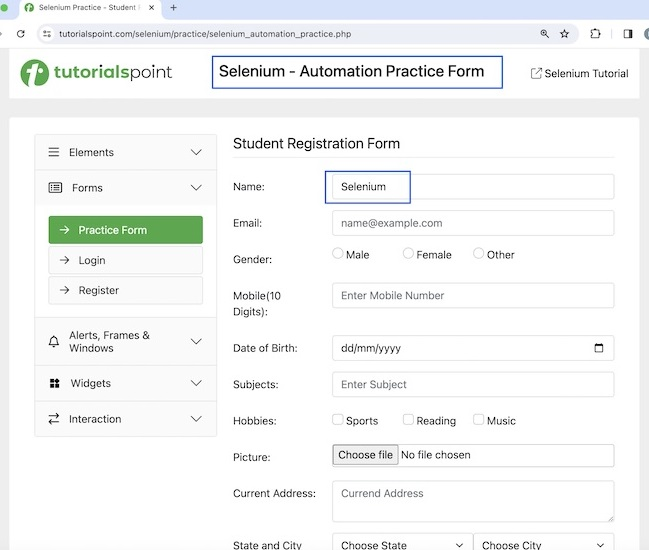 Selenium Practice - Student
tutorialspoint.com/selenium/practice/selenium_automation_practice.php
tutorialspoint
Selenium - Automation Practice Form
Selenium Tutorial
Elements
Forms
Practice Form
Login
Register
Alerts, Frames &
Windows
Widgets
Interaction
Student Registration Form
Name: Selenium
Email: name@example.com
Gender: Male Female Other
Mobile(10 Enter Mobile Number
Digits):
Date of Birth: dd/mm/yyyy
Subjects: Enter Subject
Hobbies: Sports Reading Music
Picture: Choose file No file chosen
Current Address: Currend Address
State and City Choose State Choose City